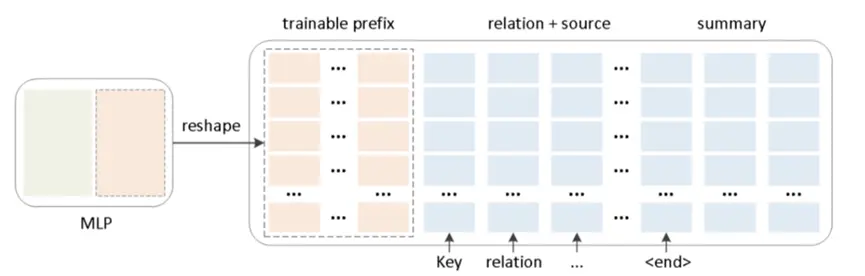 trainable prefix
relation + source
summary
reshape
MLP
... ...
... ...
... ...
... ...
... ... ... ... ... ... ... ...
... ...
Key
relation
...
<end>